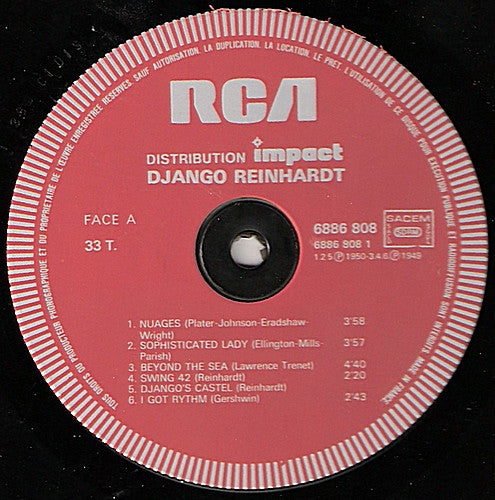 TOUS DROITS DU PRODUCTEUR PHONOGRAPHIQUE ET DU PROPRIETAIRE DE L'ŒUVRE ENREGISTREE RESERVES. SAUF AUTORISATION, LA DUPLICATION, LA LOCATION, LE PRET, L'UTILISATION DE CE DISQUE POUR EXECUTION PUBLIQUE ET RADIODIFFUSION SONT INTERDITS. MADE IN FRANCE.
RCA
DISTRIBUTION impact
DJANGO REINHARDT
FACE A
33 T.
6886 808
6886 808 1
1 2 5 Ⓟ 1950-3.4.6. Ⓟ 1949
SACEM
SDRM
1. NUAGES (Plater-Johnson-Eradshaw-Wright) 3'58
2. SOPHISTICATED LADY (Ellington-Mills-Parish) 3'57
3. BEYOND THE SEA (Lawrence Trenet) 4'40
4. SWING 42 (Reinhardt) 2'20
5. DJANGO'S CASTEL (Reinhardt)
6. I GOT RYTHM (Gershwin) 2'43